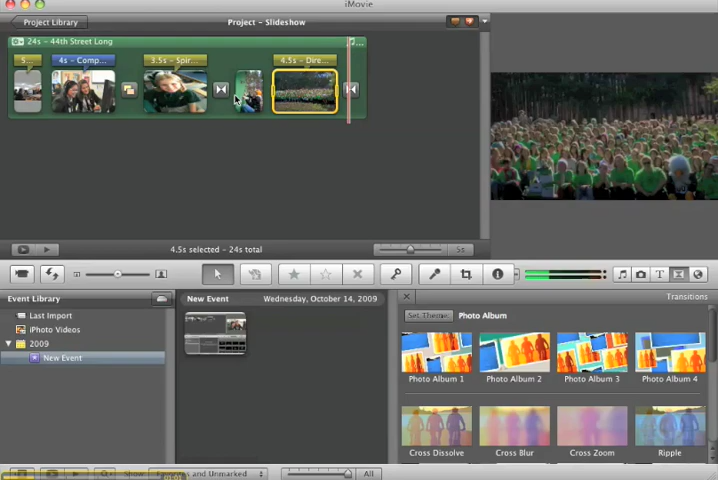 iMovie
Project Library
Project - Slideshow
24s - 44th Street Long
5...
4s - Comp...
3.5s - Spir...
4.5s - Dire...
4.5s selected - 24s total
5s
Event Library
Last Import
iPhoto Videos
2009
New Event
New Event
Wednesday, October 14, 2009
Transitions
Set Theme...
Photo Album
Photo Album 1
Photo Album 2
Photo Album 3
Photo Album 4
Cross Dissolve
Cross Blur
Cross Zoom
Ripple
Show:
Favorites and Unmarked
All